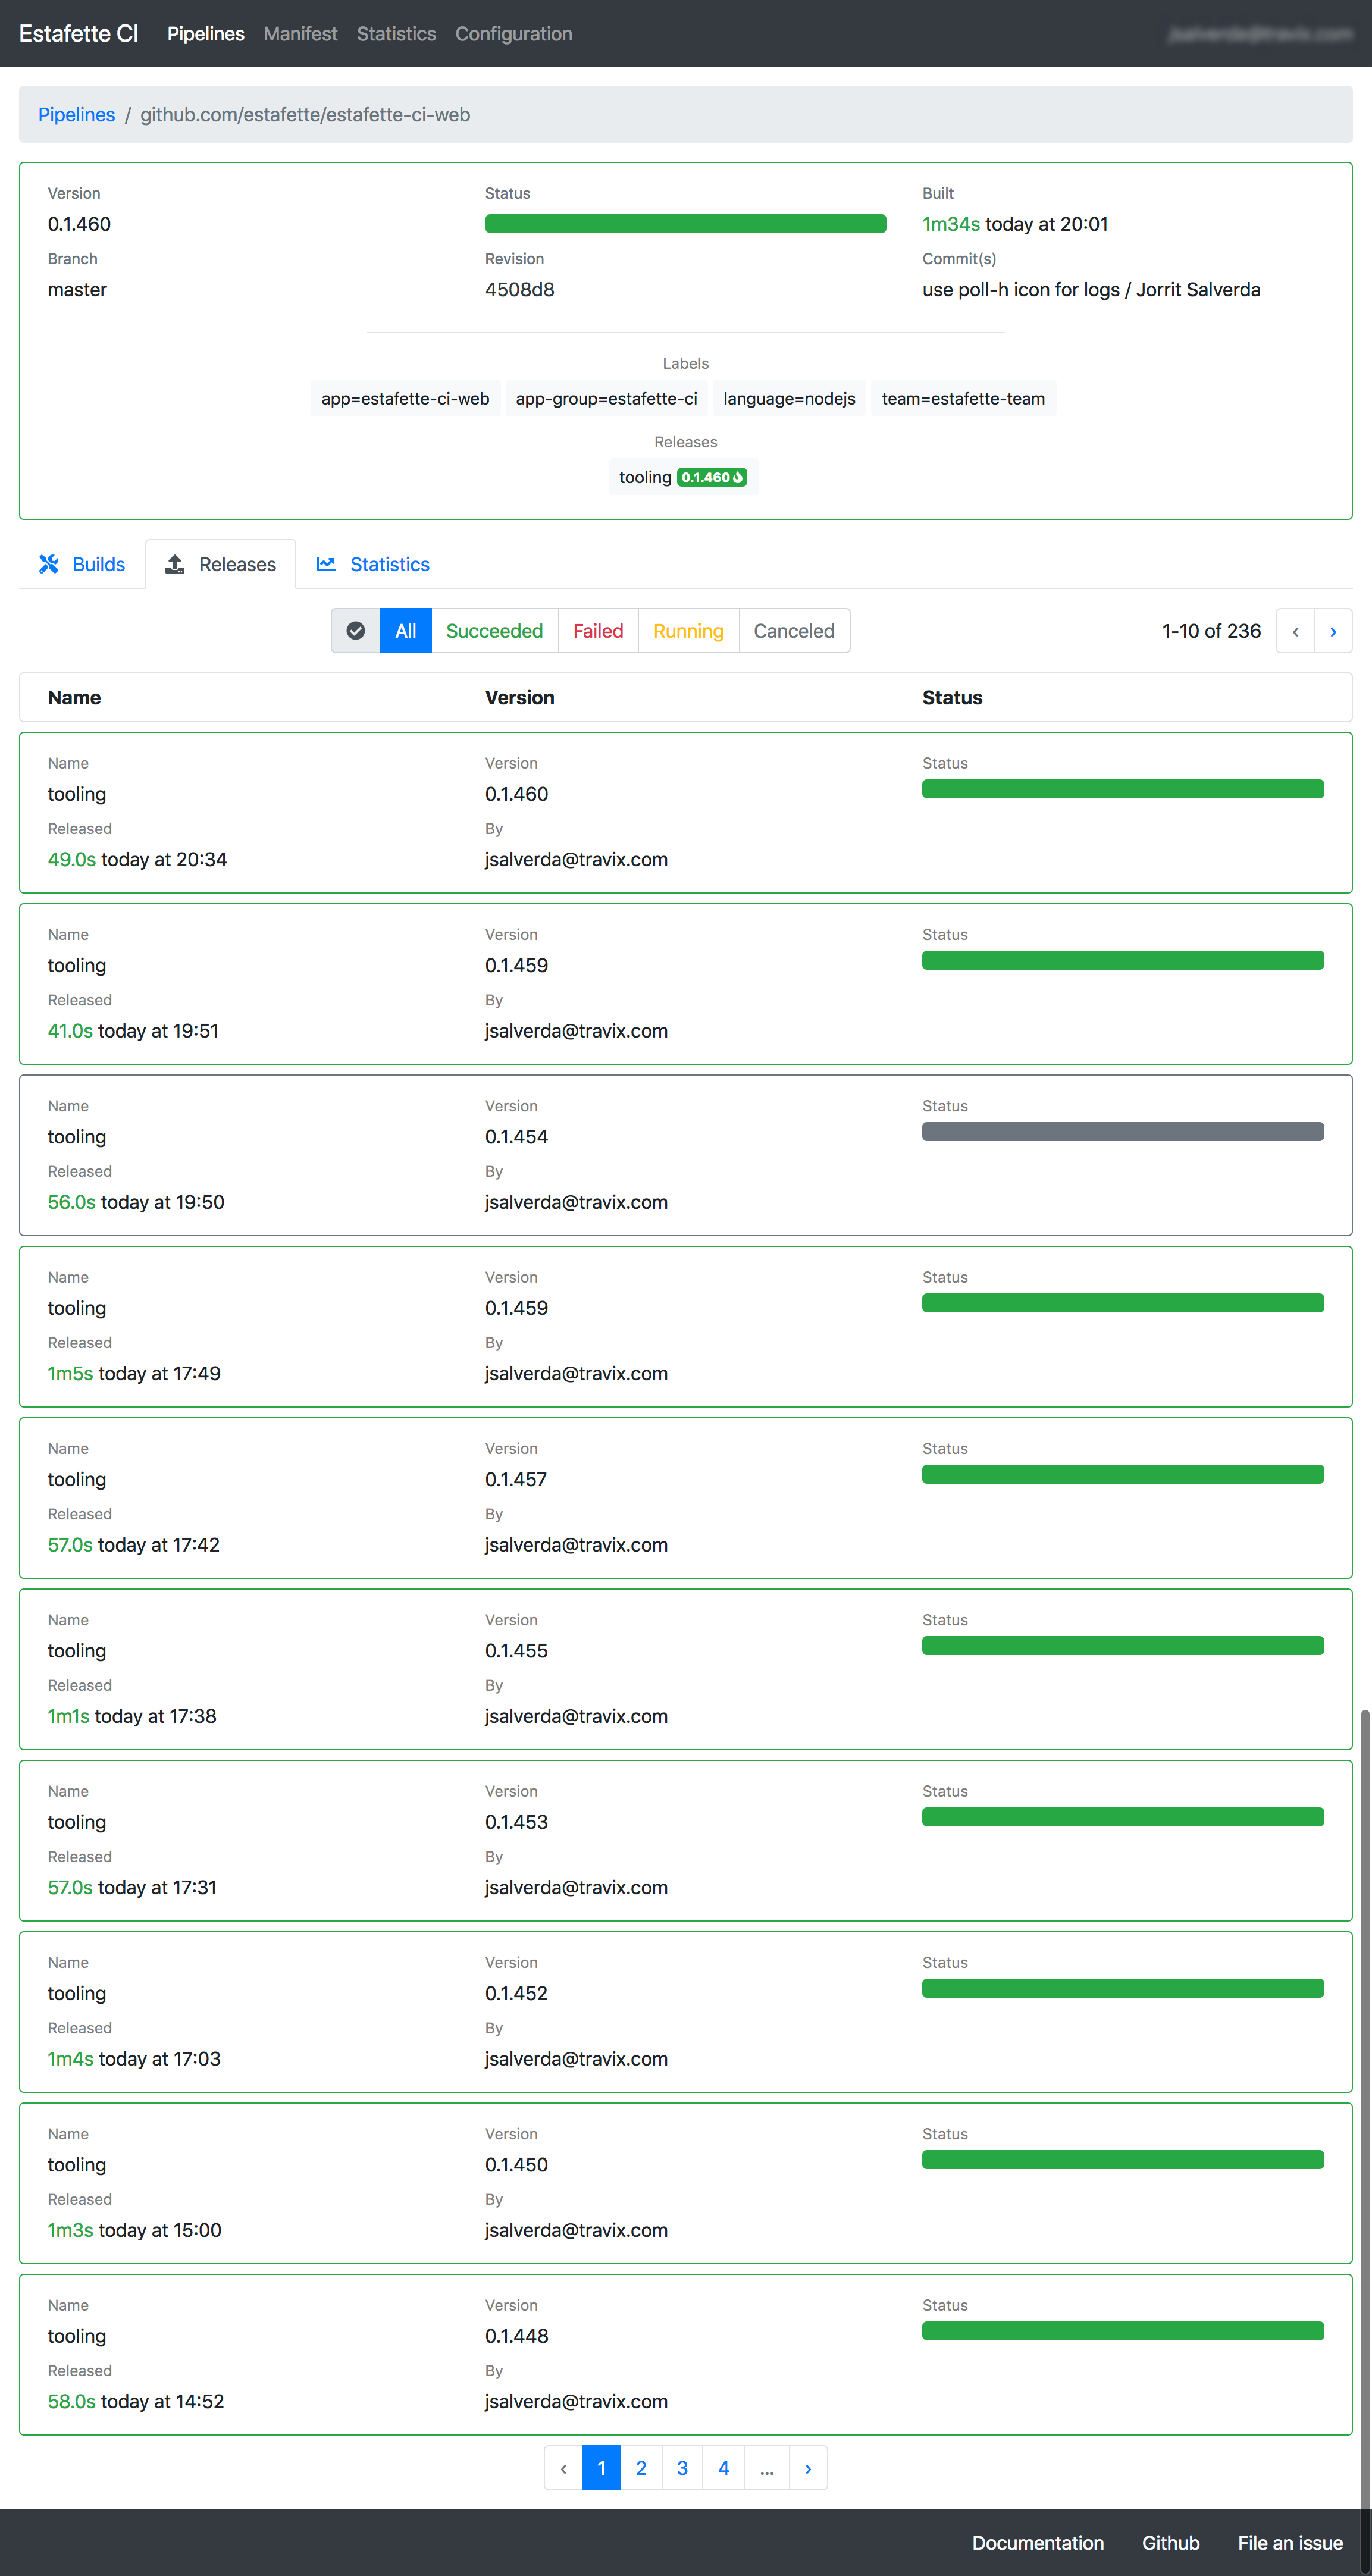 Estafette CI Pipelines Manifest Statistics Configuration
Pipelines / github.com/estafette/estafette-ci-web
Version Status Built
0.1.460 1m34s today at 20:01
Branch Revision Commit(s)
master 4508d8 use poll-h icon for logs / Jorrit Salverda
Labels
app=estafette-ci-web app-group=estafette-ci language=nodejs team=estafette-team
Releases
tooling 0.1.460
Builds Releases Statistics
All Succeeded Failed Running Canceled 1-10 of 236 ‹ ›
Name Version Status
Name Version Status
tooling 0.1.460
Released By
49.0s today at 20:34 jsalverda@travix.com
Name Version Status
tooling 0.1.459
Released By
41.0s today at 19:51 jsalverda@travix.com
Name Version Status
tooling 0.1.454
Released By
56.0s today at 19:50 jsalverda@travix.com
Name Version Status
tooling 0.1.459
Released By
1m5s today at 17:49 jsalverda@travix.com
Name Version Status
tooling 0.1.457
Released By
57.0s today at 17:42 jsalverda@travix.com
Name Version Status
tooling 0.1.455
Released By
1m1s today at 17:38 jsalverda@travix.com
Name Version Status
tooling 0.1.453
Released By
57.0s today at 17:31 jsalverda@travix.com
Name Version Status
tooling 0.1.452
Released By
1m4s today at 17:03 jsalverda@travix.com
Name Version Status
tooling 0.1.450
Released By
1m3s today at 15:00 jsalverda@travix.com
Name Version Status
tooling 0.1.448
Released By
58.0s today at 14:52 jsalverda@travix.com
‹ 1 2 3 4 ... ›
Documentation Github File an issue